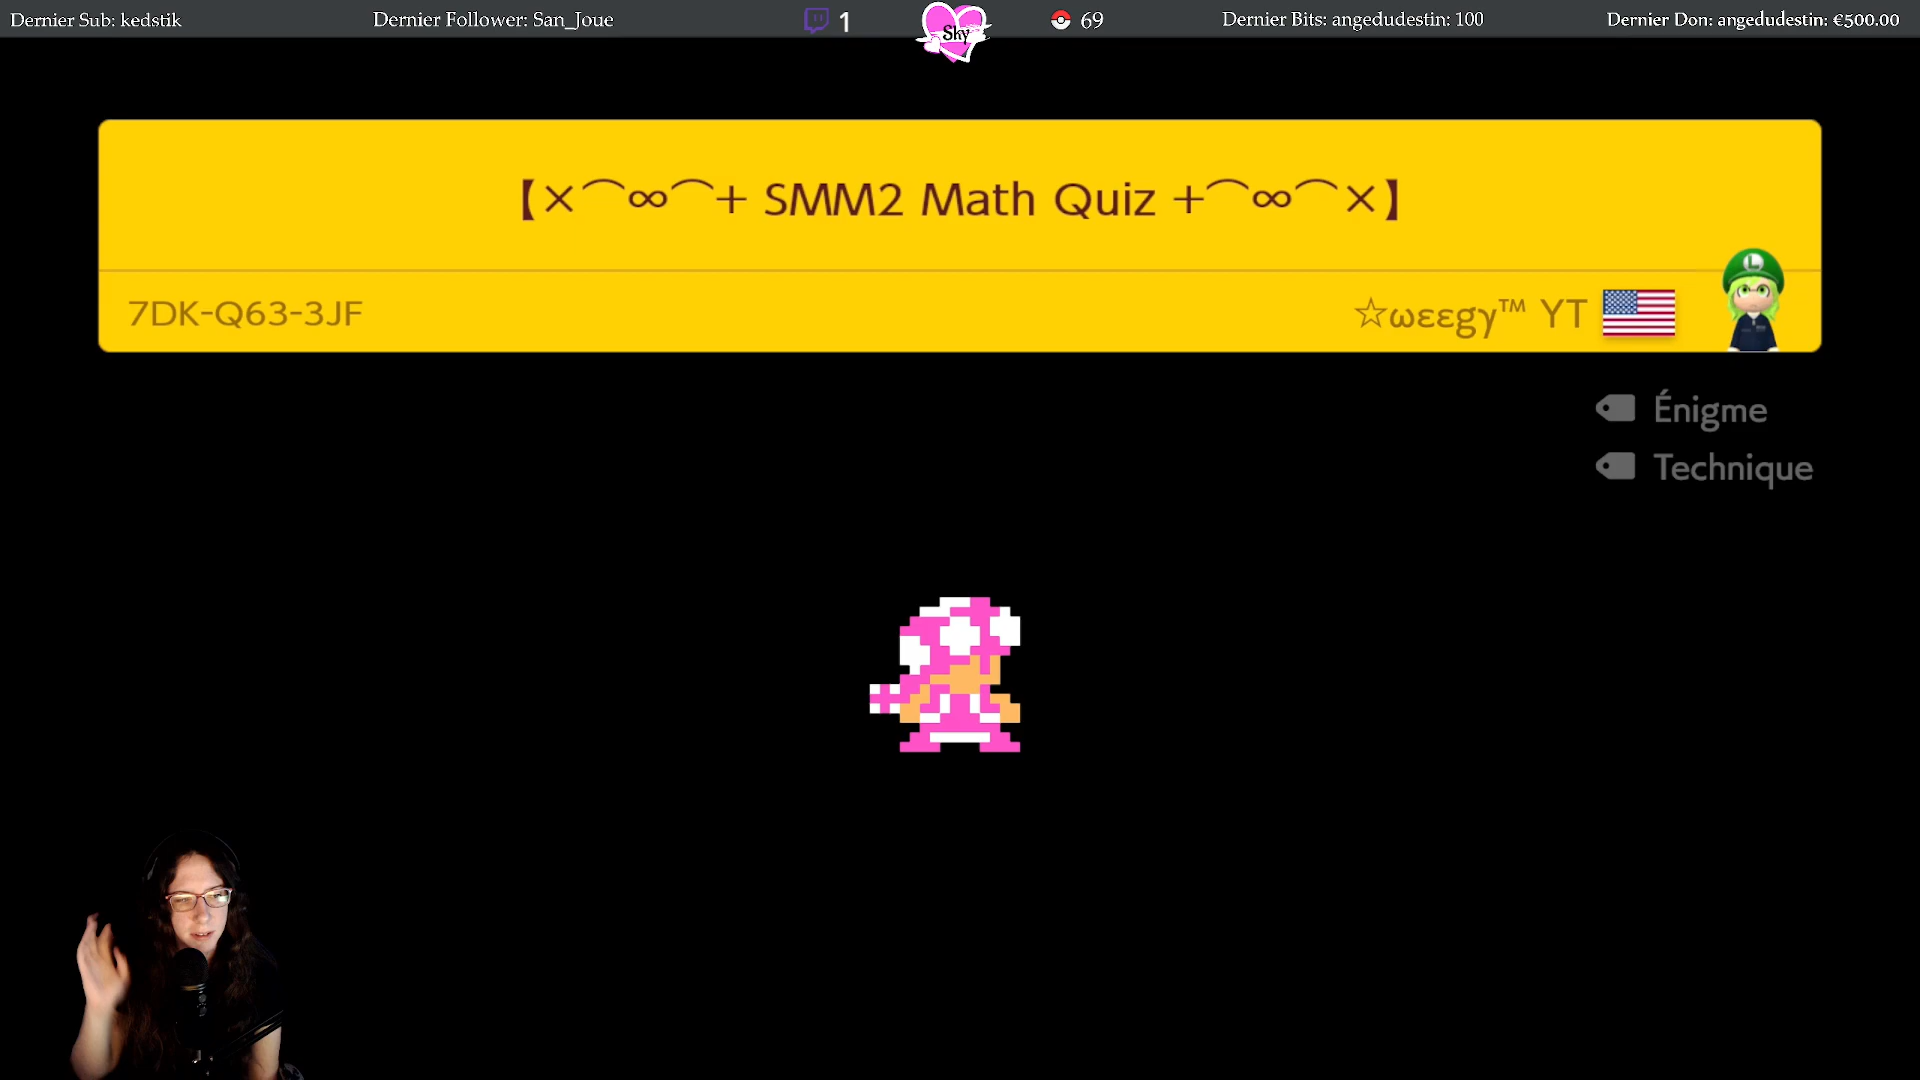 Dernier Sub: kedstik
Dernier Follower: San_Joue
1
Sky
69
Dernier Bits: angedudestin: 100
Dernier Don: angedudestin: €500.00
【×⌒∞⌒+ SMM2 Math Quiz +⌒∞⌒×】
7DK-Q63-3JF
☆ωεεgγ™ YT
L
Énigme
Technique